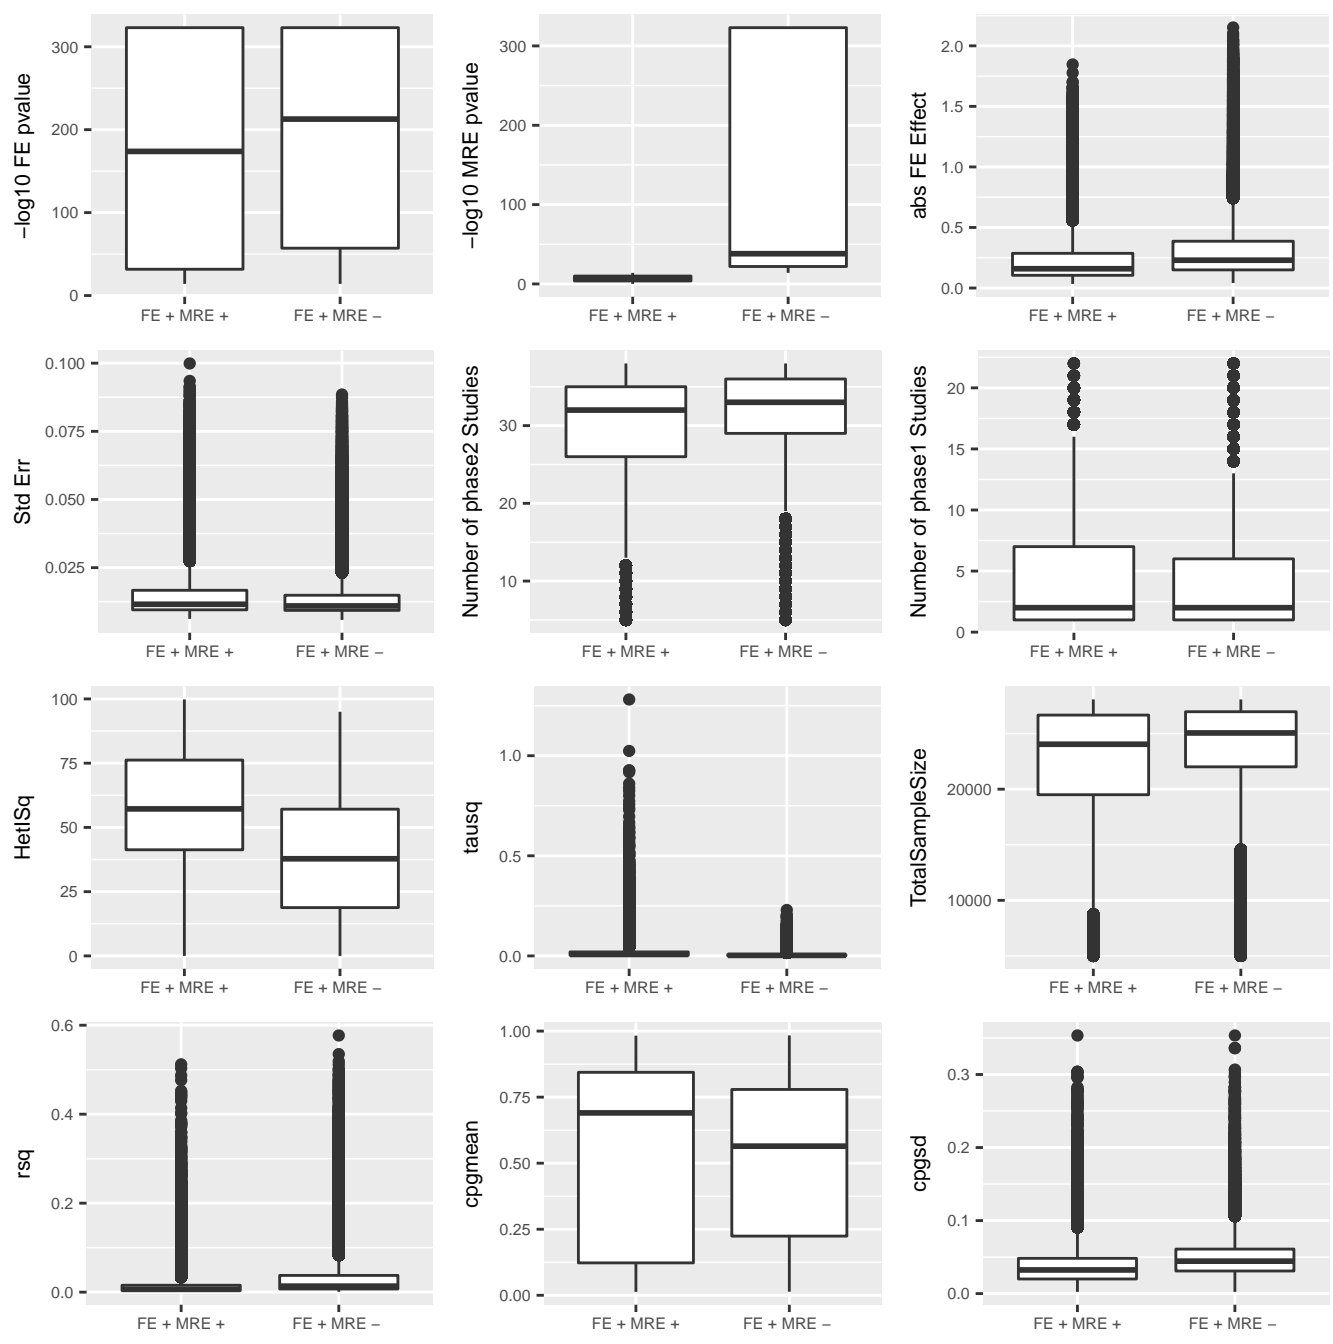 −log10 FE pvalue
300
200
100
0
FE + MRE +
FE + MRE −
−log10 MRE pvalue
300
200
100
0
FE + MRE +
FE + MRE −
abs FE Effect
2.0
1.5
1.0
0.5
0.0
FE + MRE +
FE + MRE −
Std Err
0.100
0.075
0.050
0.025
FE + MRE +
FE + MRE −
Number of phase2 Studies
30
20
10
FE + MRE +
FE + MRE −
Number of phase1 Studies
20
15
10
5
0
FE + MRE +
FE + MRE −
HetISq
100
75
50
25
0
FE + MRE +
FE + MRE −
tausq
1.0
0.5
0.0
FE + MRE +
FE + MRE −
TotalSampleSize
20000
10000
FE + MRE +
FE + MRE −
rsq
0.6
0.4
0.2
0.0
FE + MRE +
FE + MRE −
cpgmean
1.00
0.75
0.50
0.25
0.00
FE + MRE +
FE + MRE −
cpgsd
0.3
0.2
0.1
0.0
FE + MRE +
FE + MRE −